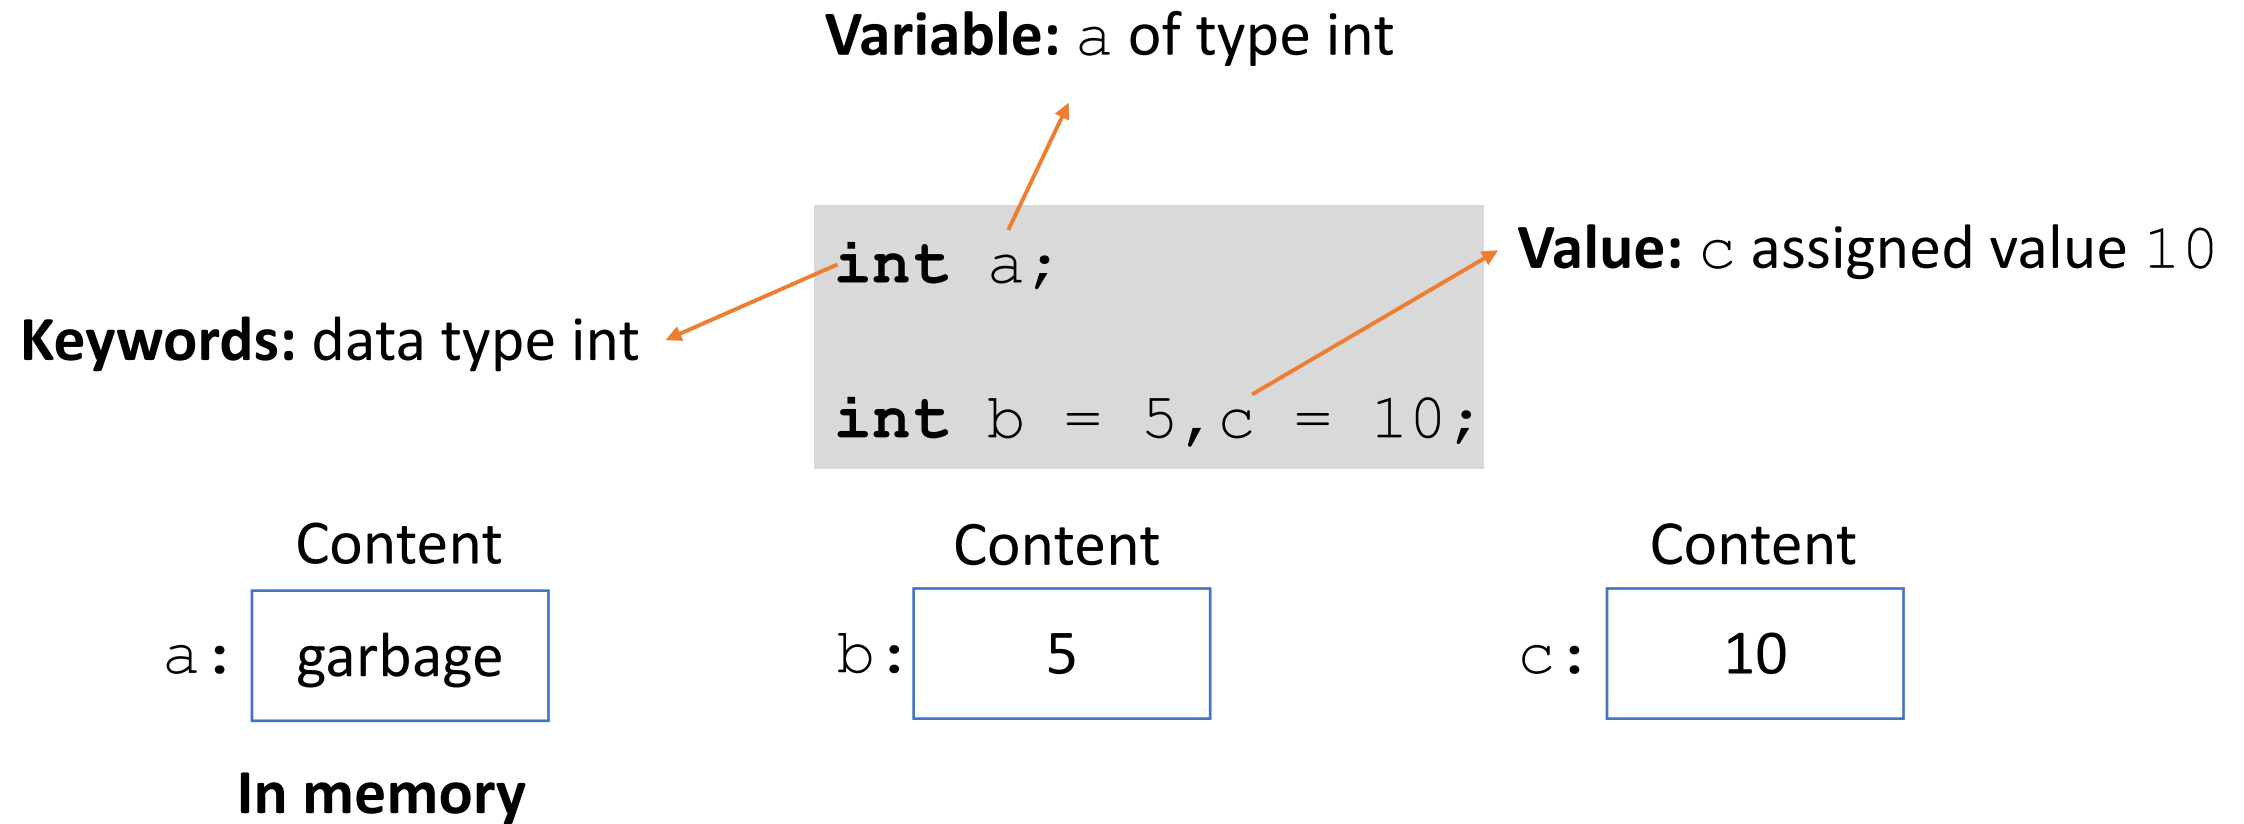 Variable: a of type int
int a;
Value: c assigned value 10
Keywords: data type int
int b = 5,c = 10;
Content Content Content
a: garbage b: 5 c: 10
In memory